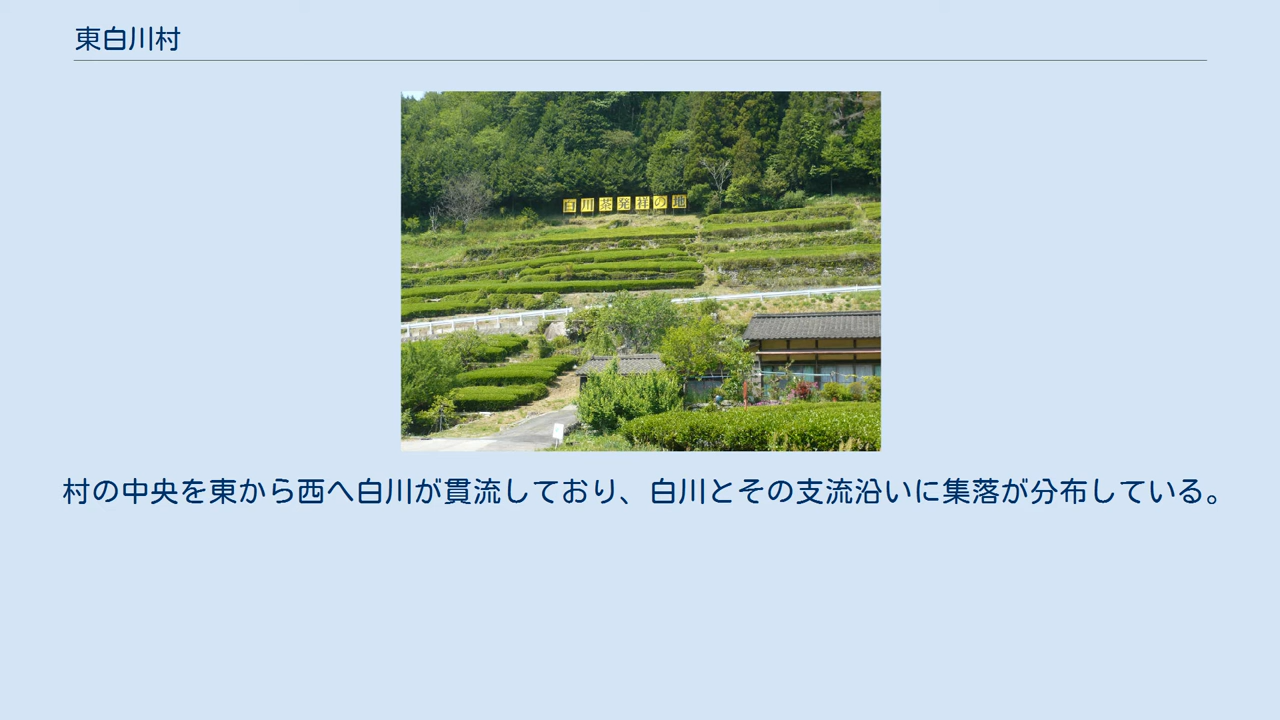 東白川村
白川茶発祥の地
村の中央を東から西へ白川が貫流しており、白川とその支流沿いに集落が分布している。